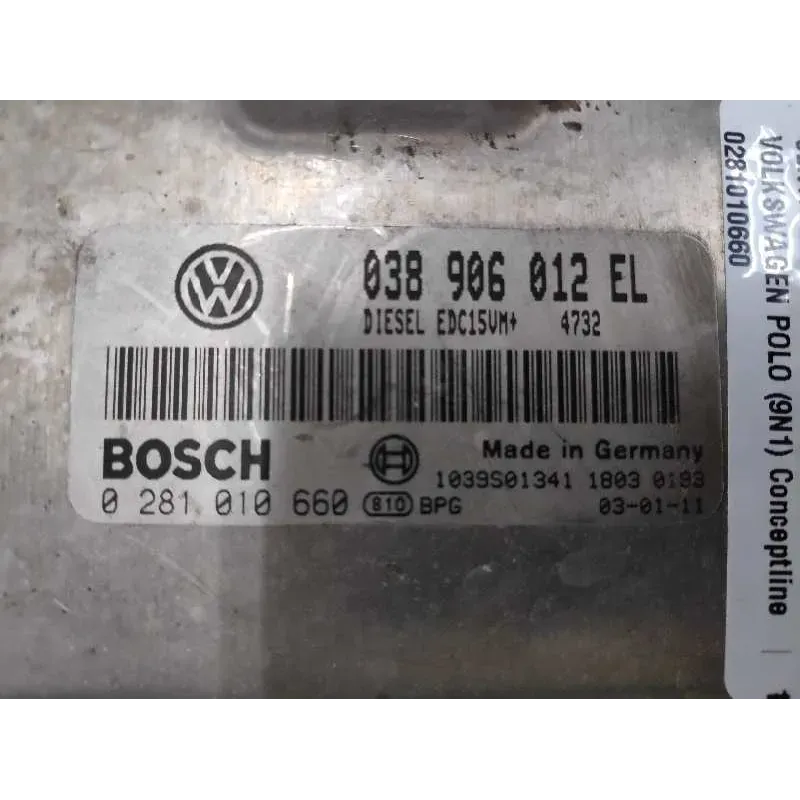 VW
038 906 012 EL
DIESEL EDC15VM+ 4732
BOSCH
Made in Germany
1039S01341 1803 0193
0 281 010 660 810 BPG 03-01-11
VOLKSWAGEN POLO (9N1) Conceptline
0281010660